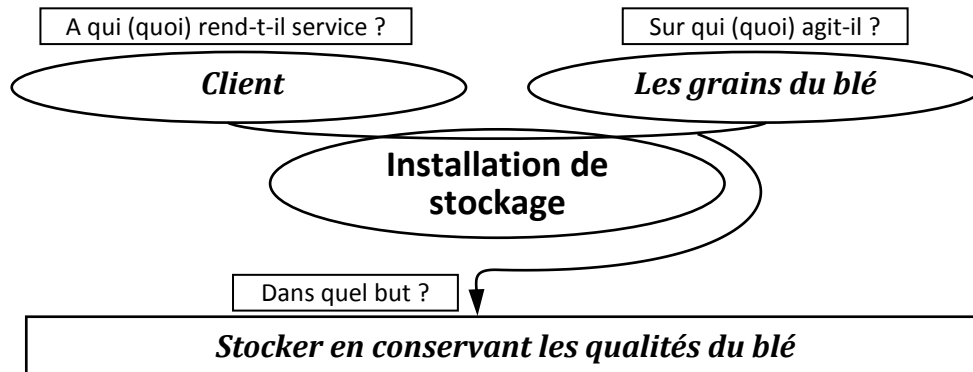 A qui (quoi) rend-t-il service ?
Sur qui (quoi) agit-il ?
Client
Les grains du blé
Installation de
stockage
Dans quel but ?
Stocker en conservant les qualités du blé